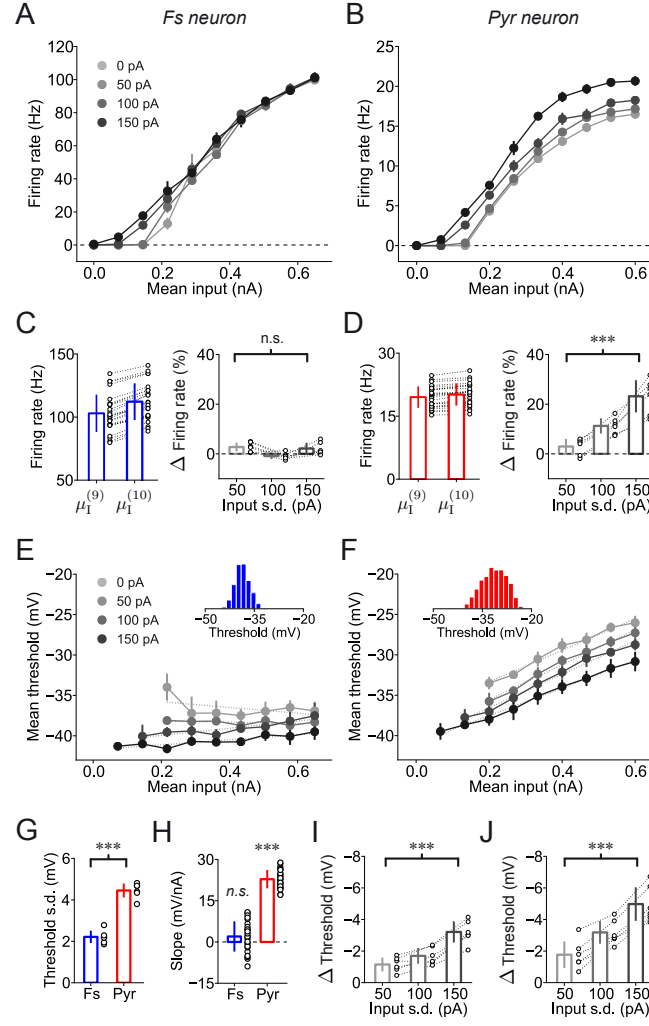 A
Fs neuron
B
Pyr neuron
120
100
80
60
40
20
0
Firing rate (Hz)
0 pA
50 pA
100 pA
150 pA
0.0 0.2 0.4 0.6
Mean input (nA)
25
20
15
10
5
0
Firing rate (Hz)
0.0 0.2 0.4 0.6
Mean input (nA)
C
150
100
50
Firing rate (Hz)
μI(9) μI(10)
n.s.
40
20
0
Δ Firing rate (%)
50 100 150
Input s.d. (pA)
D
30
15
0
Firing rate (Hz)
μI(9) μI(10)
***
40
20
0
Δ Firing rate (%)
50 100 150
Input s.d. (pA)
E
−20
−25
−30
−35
−40
Mean threshold (mV)
0 pA
50 pA
100 pA
150 pA
−50 −35 −20
Threshold (mV)
0.0 0.2 0.4 0.6
Mean input (nA)
F
−20
−25
−30
−35
−40
Mean threshold (mV)
−50 −35 −20
Threshold (mV)
0.0 0.2 0.4 0.6
Mean input (nA)
G
***
6
4
2
0
Threshold s.d. (mV)
Fs Pyr
H
***
n.s.
30
15
0
−15
Slope (mV/nA)
Fs Pyr
I
***
−8
−6
−4
−2
0
Δ Threshold (mV)
50 100 150
Input s.d. (pA)
J
***
−8
−6
−4
−2
0
Δ Threshold (mV)
50 100 150
Input s.d. (pA)